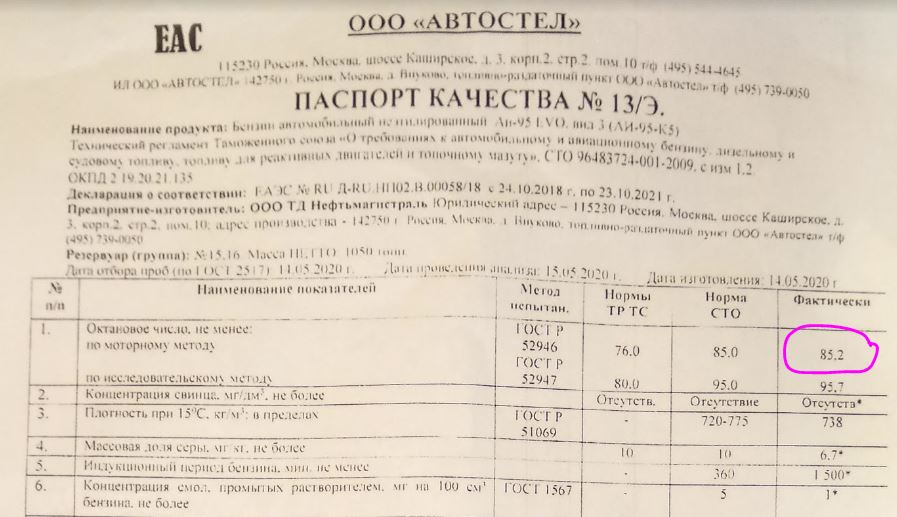 ЕАС
ООО «АВТОСТЕЛ»
115230 Россия, Москва, шоссе Каширское, д. 3, корп.2, стр.2, пом.10 т/ф (495) 544-4645
ИЛ ООО «АВТОСТЕЛ» 142750 г. Россия, Москва, д. Внуково, топливно-раздаточный пункт ООО «Автостел» т/ф (495) 739-0050
ПАСПОРТ КАЧЕСТВА № 13/Э.
Наименование продукта: Бензин автомобильный неэтилированный Аи-95 EVO, вид 3 (АИ-95-К5)
Технический регламент Таможенного союза «О требованиях к автомобильному и авиационному бензину, дизельному и
судовому топливу, топливу для реактивных двигателей и топочному мазуту», СТО 96483724-001-2009, с изм 1,2.
ОКПД 2 19.20.21.135
Декларация о соответствии: ЕАЭС № RU Д-RU.НП02.В.00058/18 с 24.10.2018 г. по 23.10.2021 г.
Предприятие-изготовитель: ООО ТД Нефтьмагистраль Юридический адрес – 115230 Россия, Москва, шоссе Каширское, д.
3, корп.2, стр.2, пом.10; адрес производства - 142750 г. Россия, Москва, д. Внуково, топливно-раздаточный пункт ООО «Автостел» т/ф
(495) 739-0050
Резервуар (группа): №15,16 Масса НЕТТО 1050 тонн
Дата отбора проб (по ГОСТ 2517): 14.05.2020 г. Дата проведения анализа: 15.05.2020 г. Дата изготовления: 14.05.2020 г
№ п/п Наименование показателей Метод испытан. Нормы ТР ТС Норма СТО Фактически
1. Октановое число, не менее:
по моторному методу ГОСТ Р 52946 76.0 85.0 85.2
по исследовательскому методу ГОСТ Р 52947 80.0 95.0 95.7
2. Концентрация свинца, мг/дм³, не более Отсутств. Отсутствие Отсутств*
3. Плотность при 15⁰С, кг/м³: в пределах ГОСТ Р 51069 - 720-775 738
4. Массовая доля серы, мг/кг, не более 10 10 6.7*
5. Индукционный период бензина, мин, не менее - 360 1 500*
6. Концентрация смол, промытых растворителем, мг на 100 см³ бензина, не более ГОСТ 1567 - 5 1*